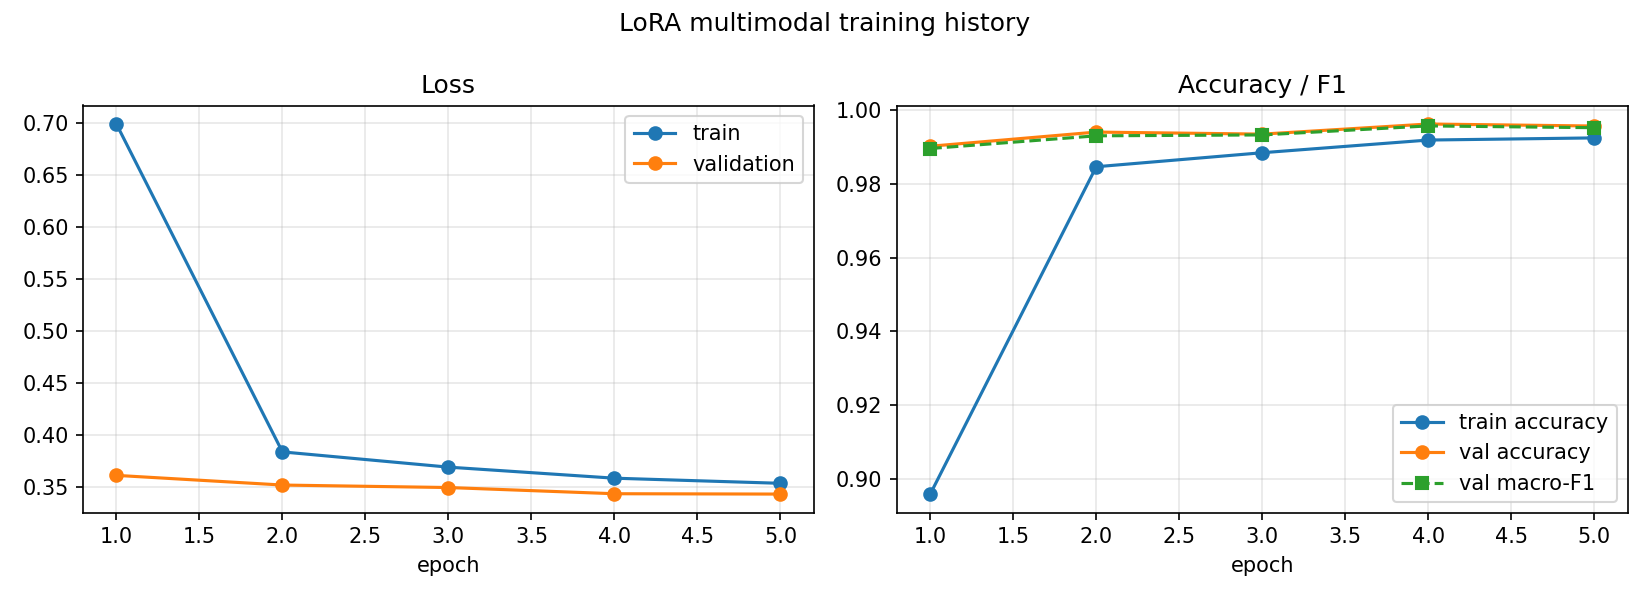 LoRA multimodal training history
Loss
0.70
0.65
0.60
0.55
0.50
0.45
0.40
0.35
1.0 1.5 2.0 2.5 3.0 3.5 4.0 4.5 5.0
epoch
train
validation
Accuracy / F1
1.00
0.98
0.96
0.94
0.92
0.90
1.0 1.5 2.0 2.5 3.0 3.5 4.0 4.5 5.0
epoch
train accuracy
val accuracy
val macro-F1